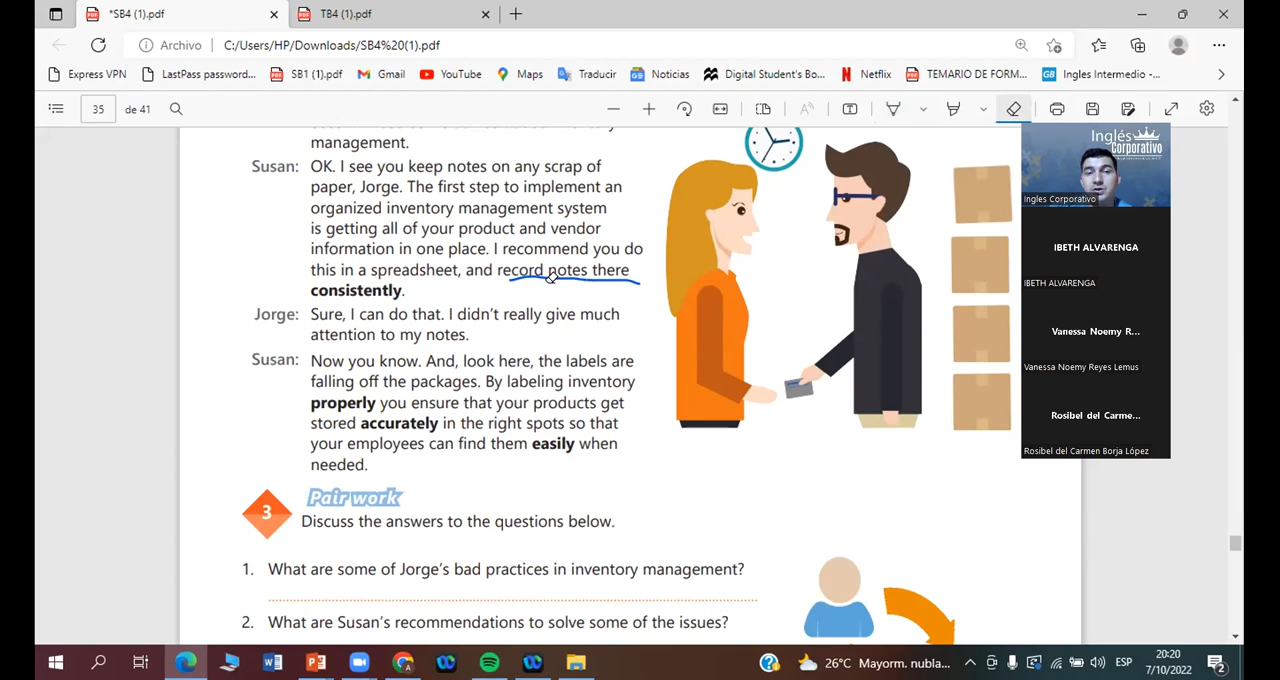 *SB4 (1).pdf
TB4 (1).pdf
Archivo
C:/Users/HP/Downloads/SB4%20(1).pdf
Express VPN
LastPass password...
SB1 (1).pdf
Gmail
YouTube
Maps
Traducir
Noticias
Digital Student's Bo...
Netflix
TEMARIO DE FORM...
Ingles Intermedio -...
35
de 41
management.
Susan: OK. I see you keep notes on any scrap of
paper, Jorge. The first step to implement an
organized inventory management system
is getting all of your product and vendor
information in one place. I recommend you do
this in a spreadsheet, and record notes there
consistently.
Jorge: Sure, I can do that. I didn't really give much
attention to my notes.
Susan: Now you know. And, look here, the labels are
falling off the packages. By labeling inventory
properly you ensure that your products get
stored accurately in the right spots so that
your employees can find them easily when
needed.
3
Pair work
Discuss the answers to the questions below.
1. What are some of Jorge's bad practices in inventory management?
2. What are Susan's recommendations to solve some of the issues?
Inglés
Corporativo
Ingles Corporativo
IBETH ALVARENGA
IBETH ALVARENGA
Vanessa Noemy R...
Vanessa Noemy Reyes Lemus
Rosibel del Carme...
Rosibel del Carmen Borja López
26°C Mayorm. nubla...
ESP
20:20
7/10/2022
2